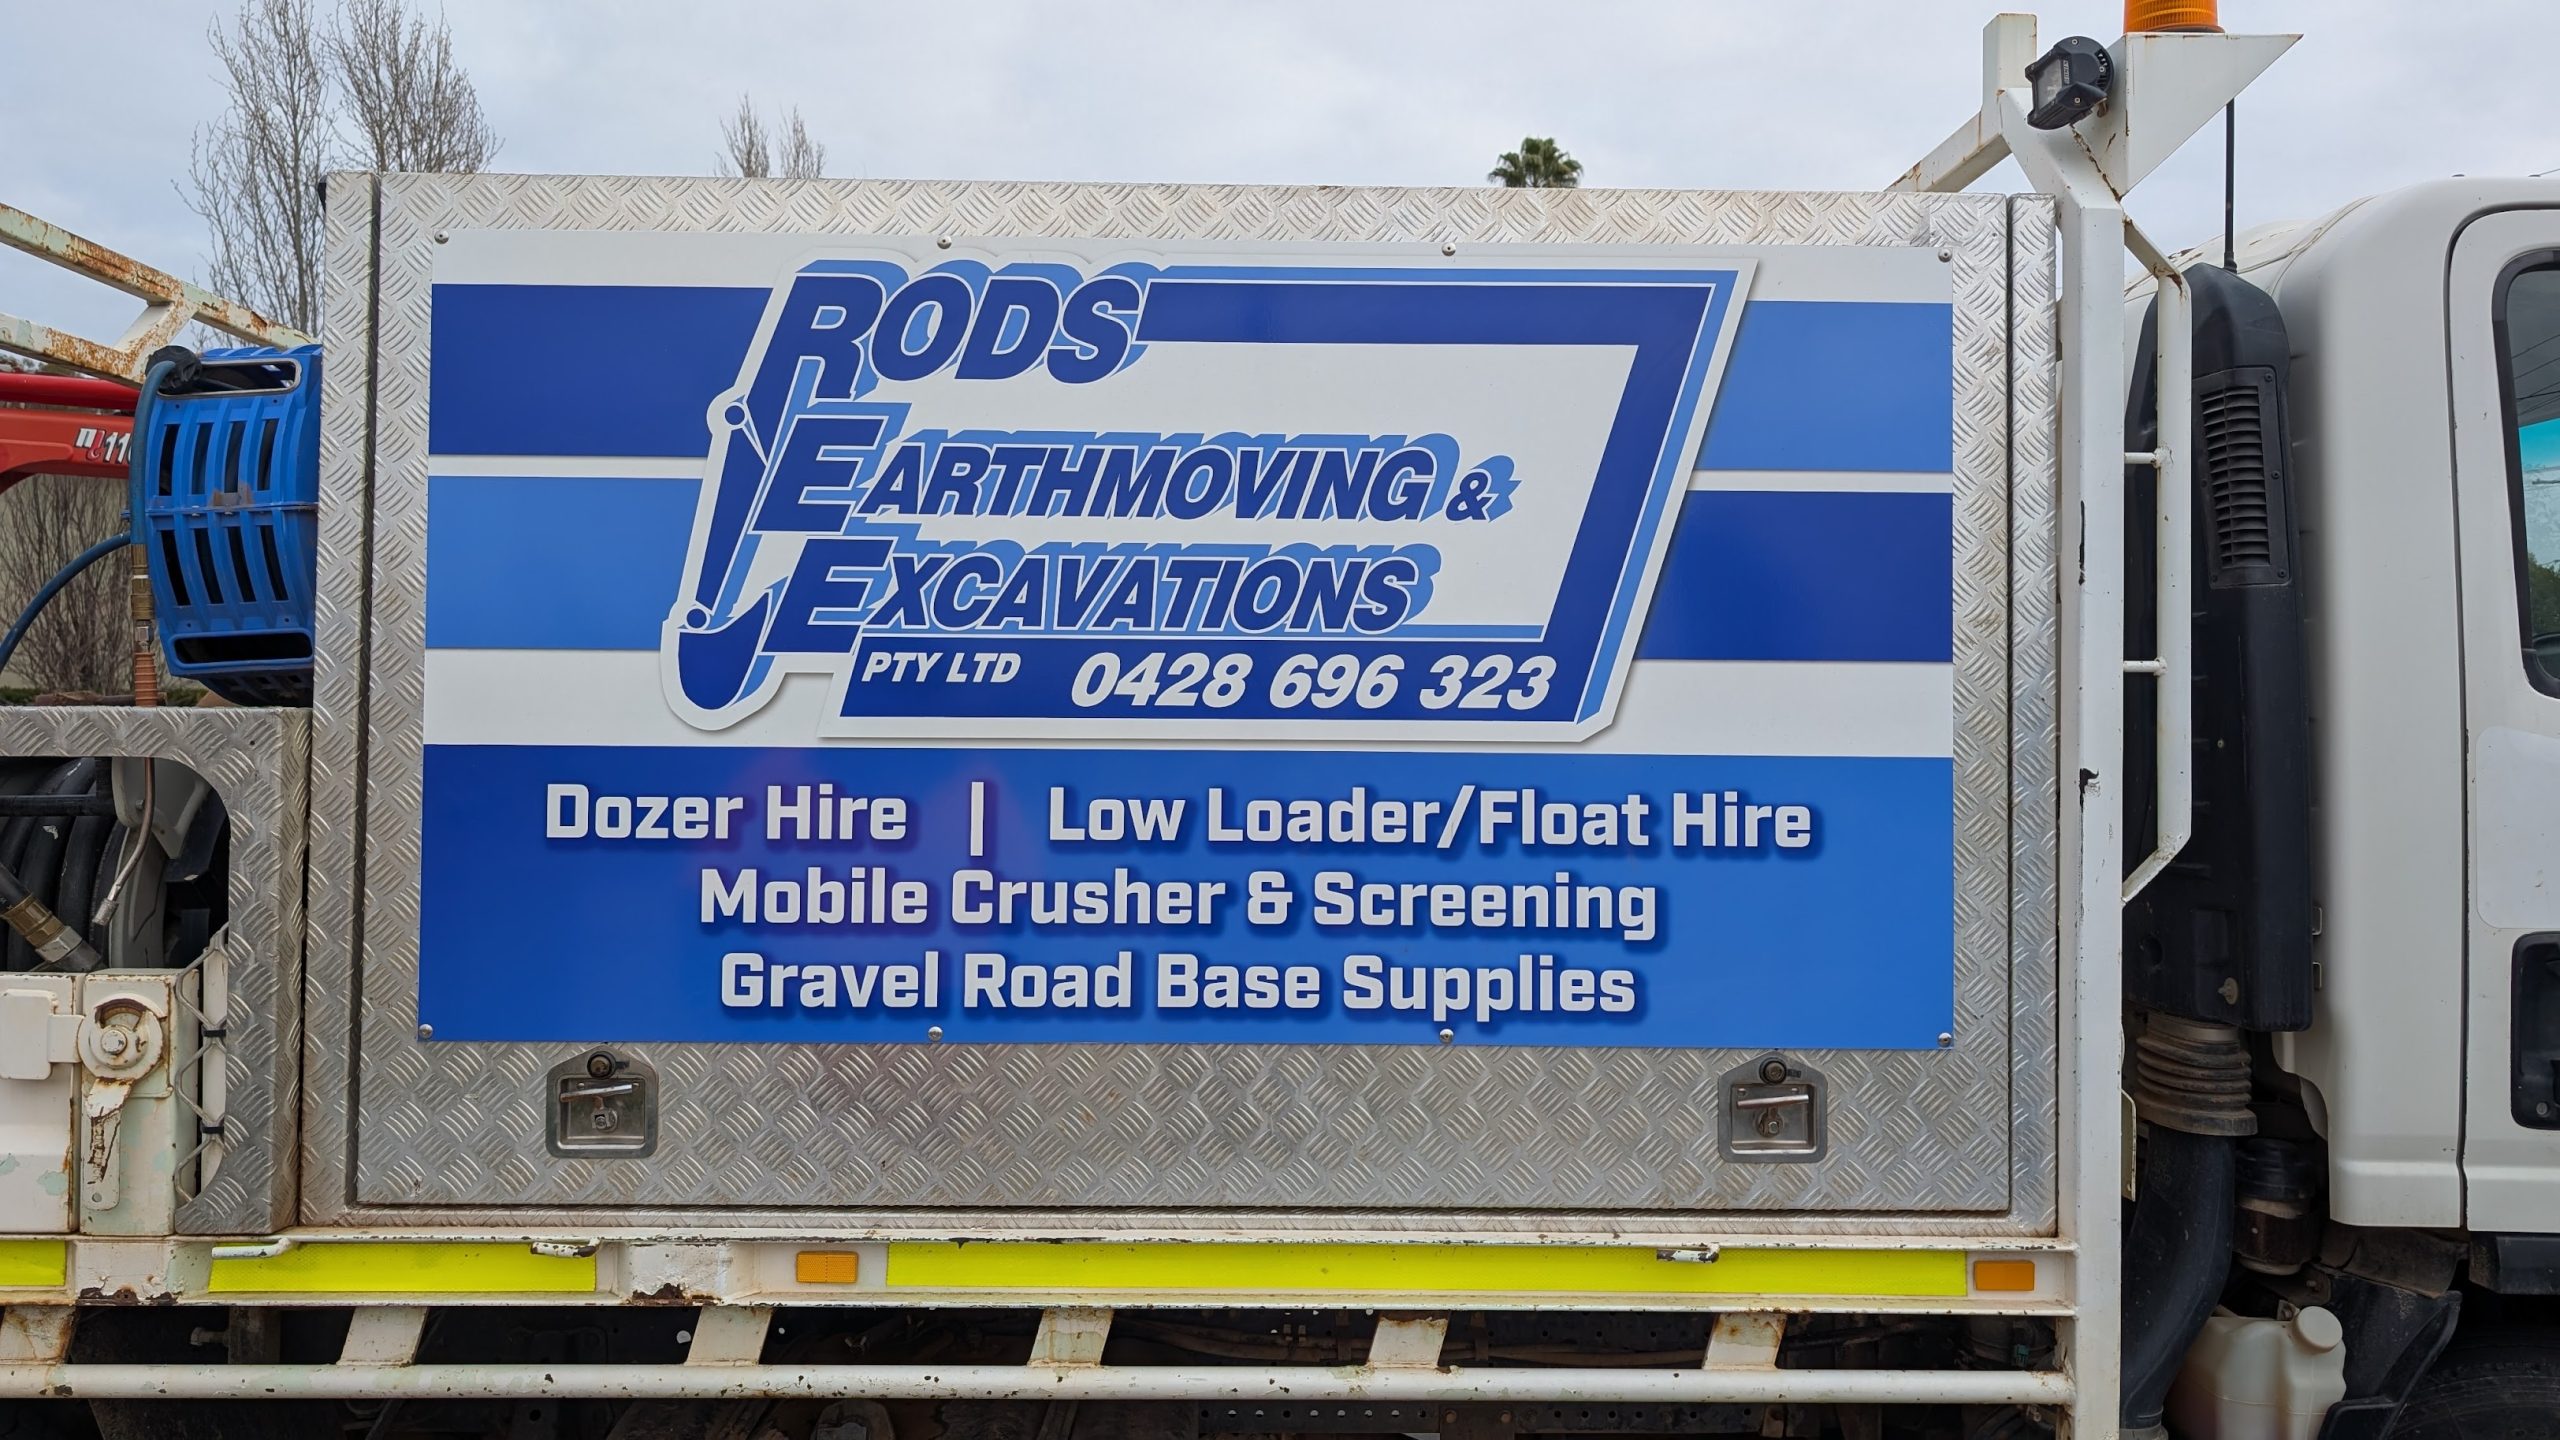 RODS
EARTHMOVING &
EXCAVATIONS
PTY LTD 0428 696 323
Dozer Hire | Low Loader/Float Hire
Mobile Crusher & Screening
Gravel Road Base Supplies